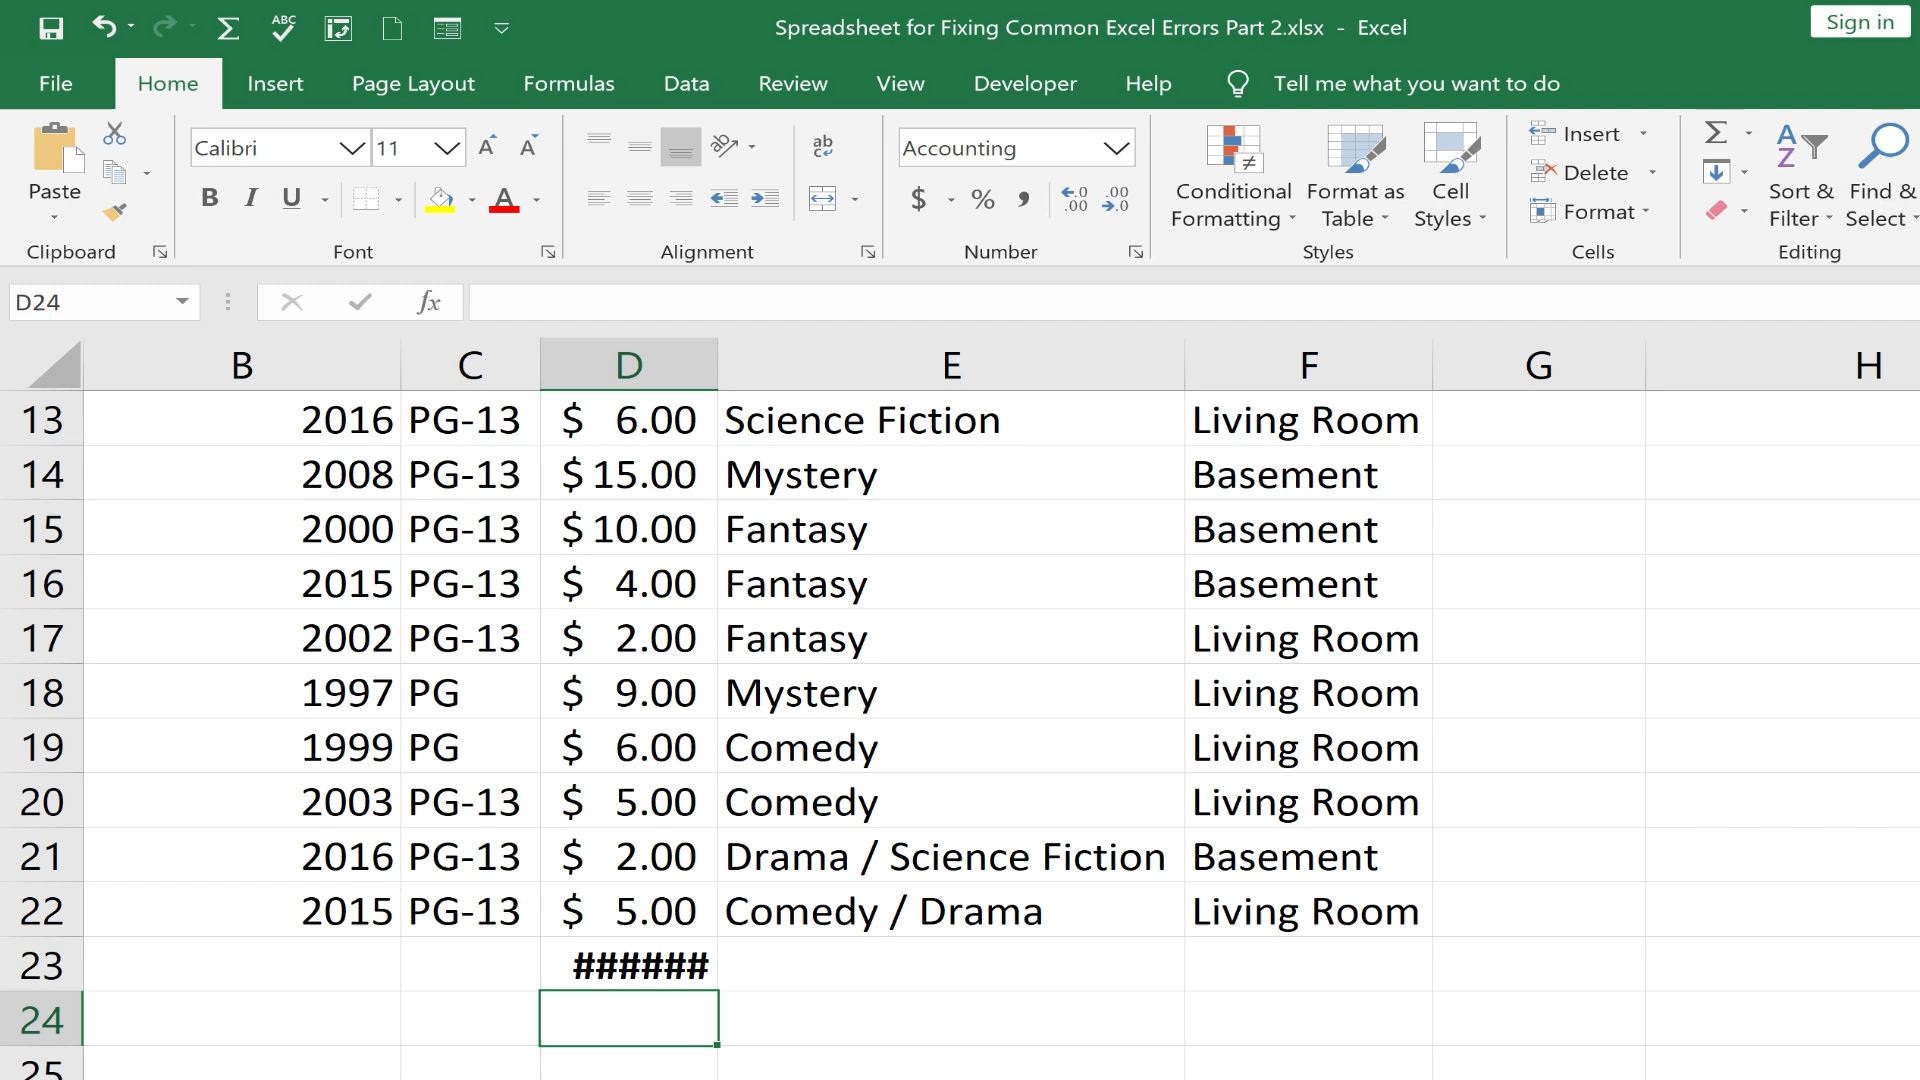 ABC
Spreadsheet for Fixing Common Excel Errors Part 2.xlsx - Excel
Sign in
File Home Insert Page Layout Formulas Data Review View Developer Help Tell me what you want to do
Paste
Clipboard
Calibri 11 A A
B I U A
Font
ab
ab
c
Alignment
Accounting
$ % , .0 .00
.00 .0
Number
Conditional Formatting
Format as Table
Cell Styles
Styles
Insert
Delete
Format
Cells
Sort & Filter
A
Z
Find & Select
Editing
D24 fx
B C D E F G H
13 2016 PG-13 $ 6.00 Science Fiction Living Room
14 2008 PG-13 $ 15.00 Mystery Basement
15 2000 PG-13 $ 10.00 Fantasy Basement
16 2015 PG-13 $ 4.00 Fantasy Basement
17 2002 PG-13 $ 2.00 Fantasy Living Room
18 1997 PG $ 9.00 Mystery Living Room
19 1999 PG $ 6.00 Comedy Living Room
20 2003 PG-13 $ 5.00 Comedy Living Room
21 2016 PG-13 $ 2.00 Drama / Science Fiction Basement
22 2015 PG-13 $ 5.00 Comedy / Drama Living Room
23 ######
24
25